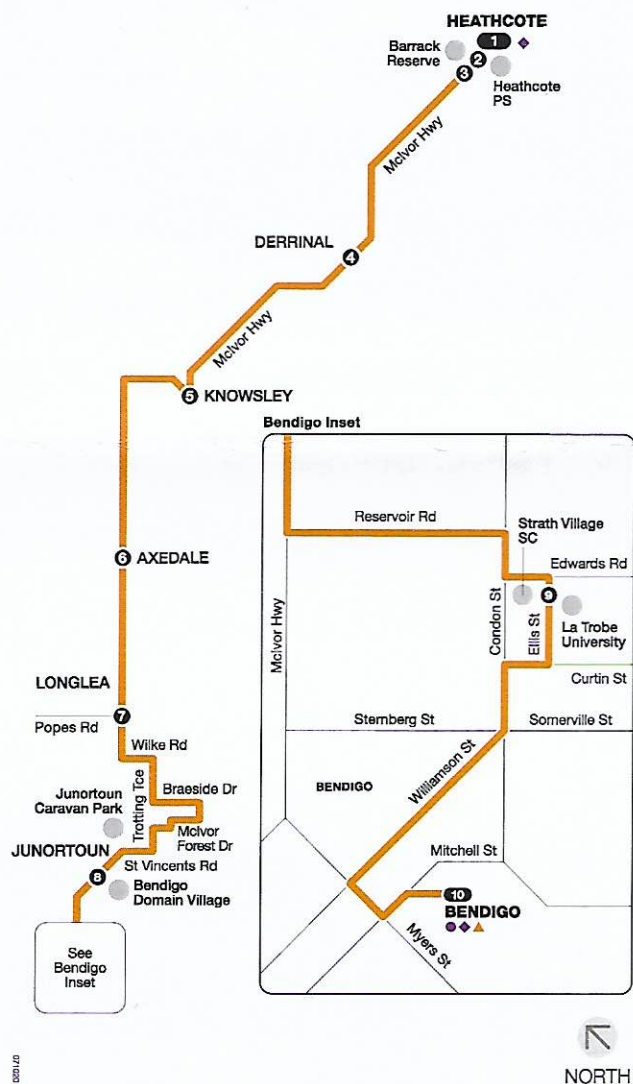 HEATHCOTE
1
Barrack
Reserve
2
3
Heathcote
PS
McIvor Hwy
DERRINAL
4
McIvor Hwy
5
KNOWSLEY
6
AXEDALE
LONGLEA
7
Popes Rd
Wilke Rd
Trotting Tce
Braeside Dr
Junortoun
Caravan Park
McIvor
Forest Dr
JUNORTOUN
St Vincents Rd
8
Bendigo
Domain Village
See
Bendigo
Inset
Bendigo Inset
Reservoir Rd
Strath Village
SC
Edwards Rd
McIvor Hwy
Condon St
Ellis St
9
La Trobe
University
Curtin St
Sternberg St
Somerville St
Williamson St
BENDIGO
Mitchell St
10
BENDIGO
Myers St
NORTH
071020